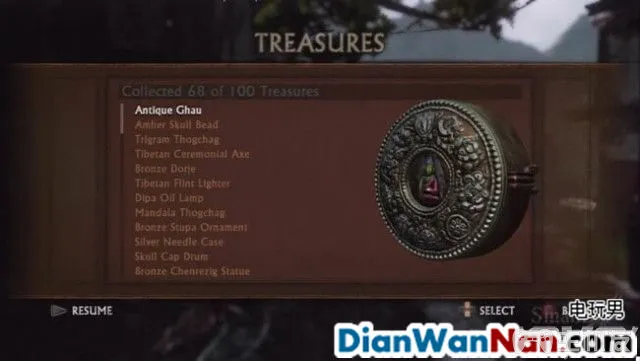 TREASURES
Collected 68 of 100 Treasures
Antique Ghau
Amber Skull Bead
Trigram Thogchag
Tibetan Ceremonial Axe
Bronze Dorje
Tibetan Flint Lighter
Dipa Oil Lamp
Mandala Thogchag
Bronze Stupa Ornament
Silver Needle Case
Skull Cap Drum
Bronze Chenrezig Statue
RESUME
SELECT
电玩男
DianWanNan.com